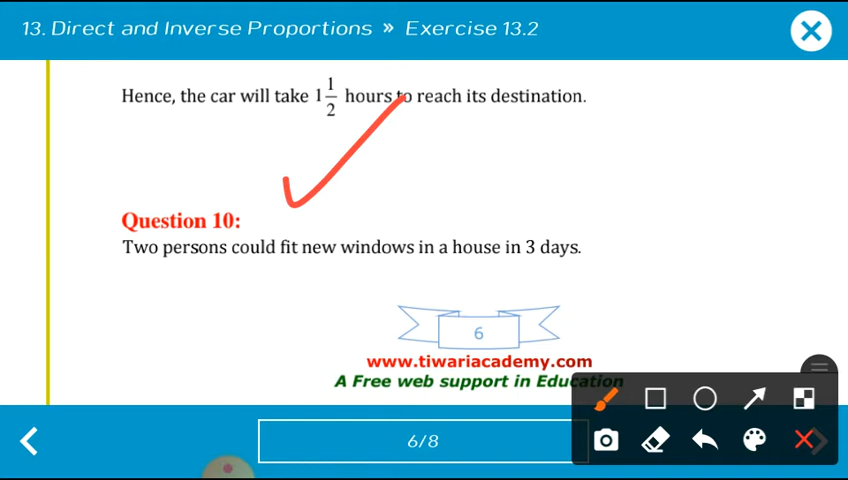 13. Direct and Inverse Proportions » Exercise 13.2
Hence, the car will take 1 1/2 hours to reach its destination.
Question 10:
Two persons could fit new windows in a house in 3 days.
6
www.tiwariacademy.com
A Free web support in Education
6/8